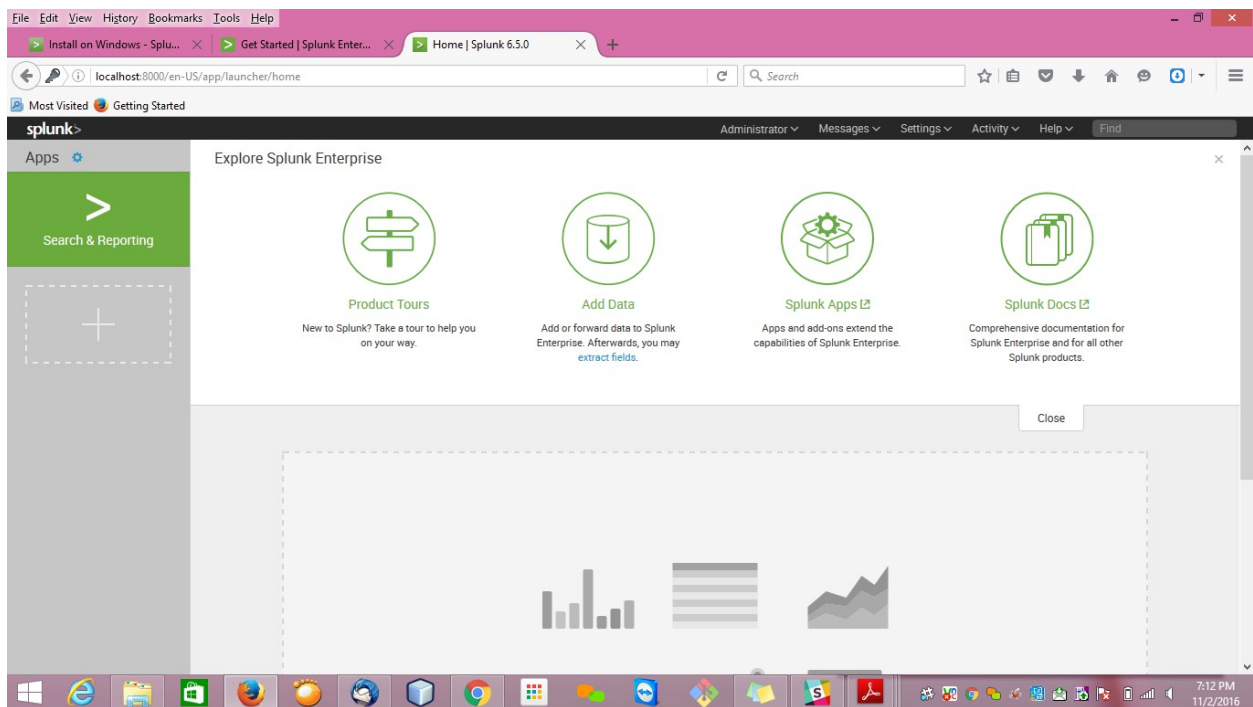 File Edit View History Bookmarks Tools Help
Install on Windows - Splu...
Get Started | Splunk Enter...
Home | Splunk 6.5.0
localhost:8000/en-US/app/launcher/home
Search
Most Visited
Getting Started
splunk>
Administrator
Messages
Settings
Activity
Help
Find
Apps
Explore Splunk Enterprise
Search & Reporting
Product Tours
New to Splunk? Take a tour to help you
on your way.
Add Data
Add or forward data to Splunk
Enterprise. Afterwards, you may
extract fields.
Splunk Apps
Apps and add-ons extend the
capabilities of Splunk Enterprise.
Splunk Docs
Comprehensive documentation for
Splunk Enterprise and for all other
Splunk products.
Close
7:12 PM
11/2/2016